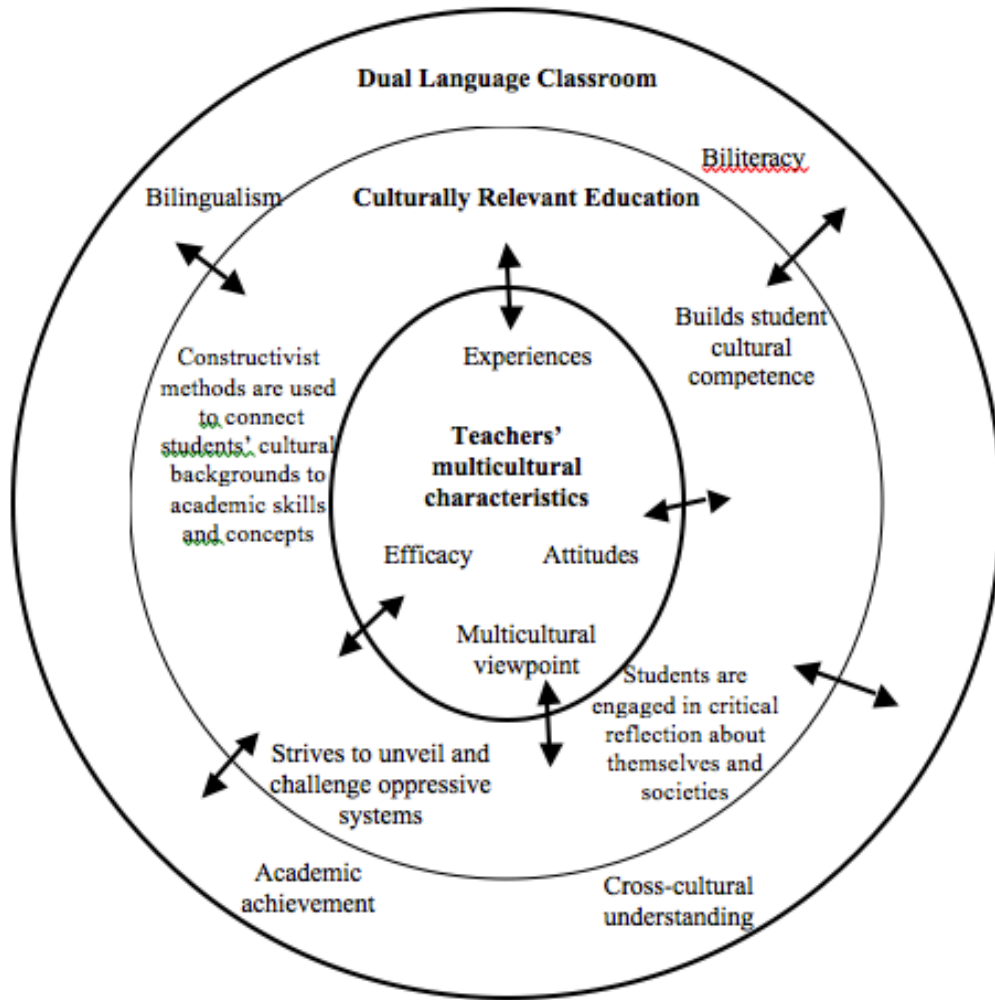 Dual Language Classroom
Biliteracy
Bilingualism
Culturally Relevant Education
Experiences
Builds student
cultural
competence
Constructivist
methods are used
to connect
students’ cultural
backgrounds to
academic skills
and concepts
Teachers’
multicultural
characteristics
Efficacy
Attitudes
Multicultural
viewpoint
Students are
engaged in critical
reflection about
themselves and
societies
Strives to unveil and
challenge oppressive
systems
Academic
achievement
Cross-cultural
understanding